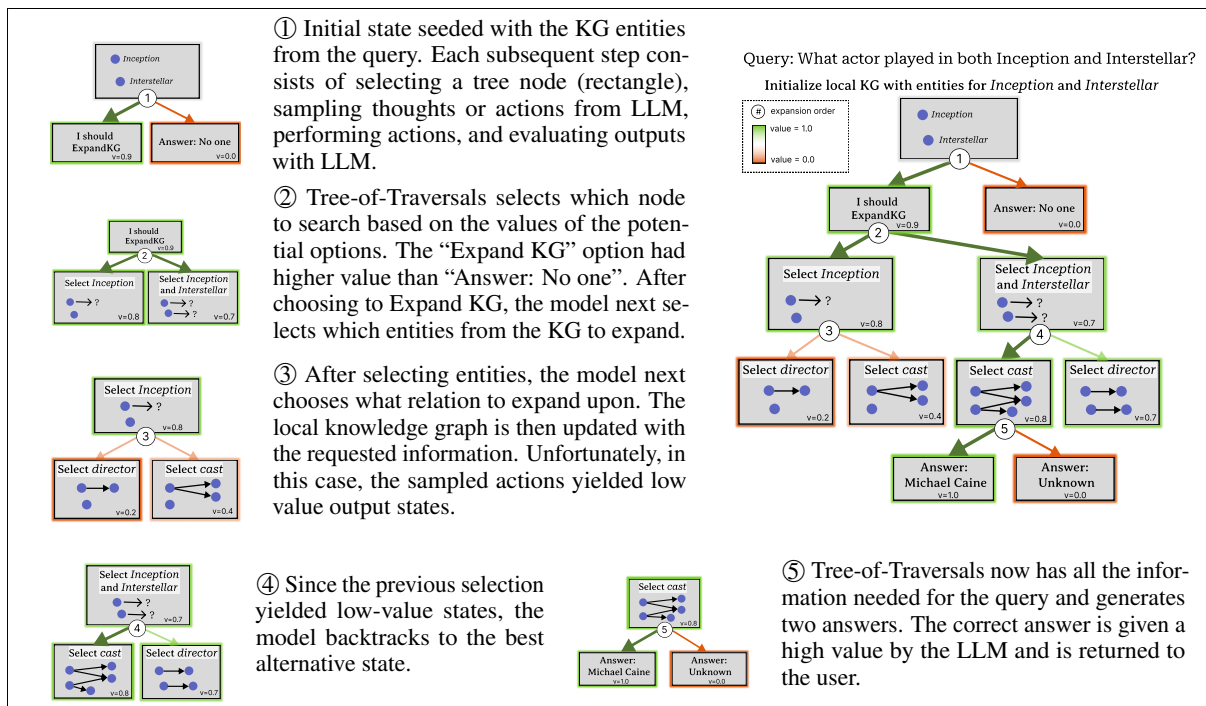 Inception
Interstellar
1
I should
ExpandKG
v=0.9
Answer: No one
v=0.0
① Initial state seeded with the KG entities
from the query. Each subsequent step con-
sists of selecting a tree node (rectangle),
sampling thoughts or actions from LLM,
performing actions, and evaluating outputs
with LLM.
I should
ExpandKG
v=0.9
2
Select Inception
?
v=0.8
Select Inception
and Interstellar
?
?
v=0.7
② Tree-of-Traversals selects which node
to search based on the values of the poten-
tial options. The “Expand KG” option had
higher value than “Answer: No one”. After
choosing to Expand KG, the model next se-
lects which entities from the KG to expand.
Select Inception
?
v=0.8
3
Select director
v=0.2
Select cast
v=0.4
③ After selecting entities, the model next
chooses what relation to expand upon. The
local knowledge graph is then updated with
the requested information. Unfortunately, in
this case, the sampled actions yielded low
value output states.
Query: What actor played in both Inception and Interstellar?
Initialize local KG with entities for Inception and Interstellar
# expansion order
value = 1.0
value = 0.0
Inception
Interstellar
1
I should
ExpandKG
v=0.9
Answer: No one
v=0.0
2
Select Inception
?
v=0.8
Select Inception
and Interstellar
?
?
v=0.7
3
4
Select director
v=0.2
Select cast
v=0.4
Select cast
v=0.8
Select director
v=0.7
5
Answer:
Michael Caine
v=1.0
Answer:
Unknown
v=0.0
Select Inception
and Interstellar
?
?
v=0.7
4
Select cast
v=0.8
Select director
v=0.7
④ Since the previous selection
yielded low-value states, the
model backtracks to the best
alternative state.
Select cast
v=0.8
5
Answer:
Michael Caine
v=1.0
Answer:
Unknown
v=0.0
⑤ Tree-of-Traversals now has all the infor-
mation needed for the query and generates
two answers. The correct answer is given a
high value by the LLM and is returned to
the user.